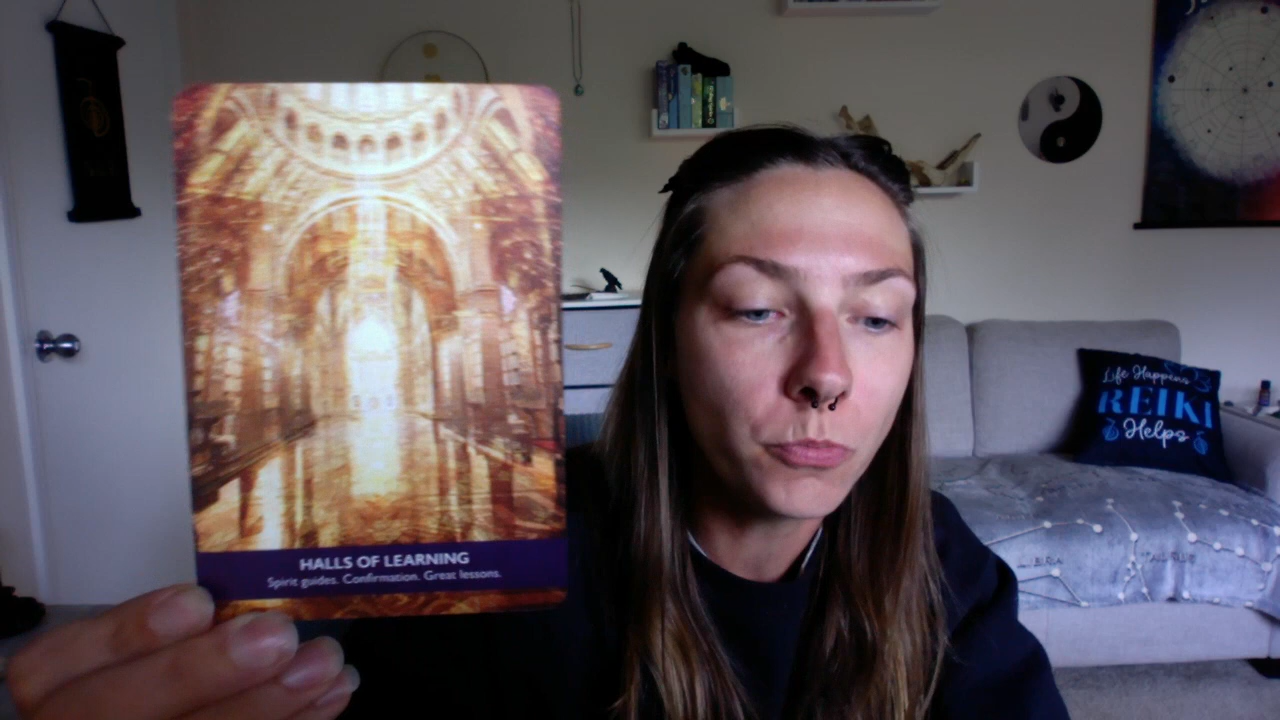 HALLS OF LEARNING
Spirit guides. Confirmation. Great lessons.
Life Happens
REIKI
Helps